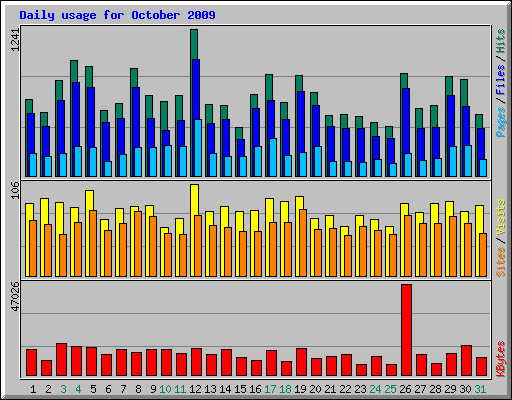 Daily usage for October 2009
1241
Pages / Files / Hits
106
Sites / Visits
47026
KBytes
1 2 3 4 5 6 7 8 9 10 11 12 13 14 15 16 17 18 19 20 21 22 23 24 25 26 27 28 29 30 31